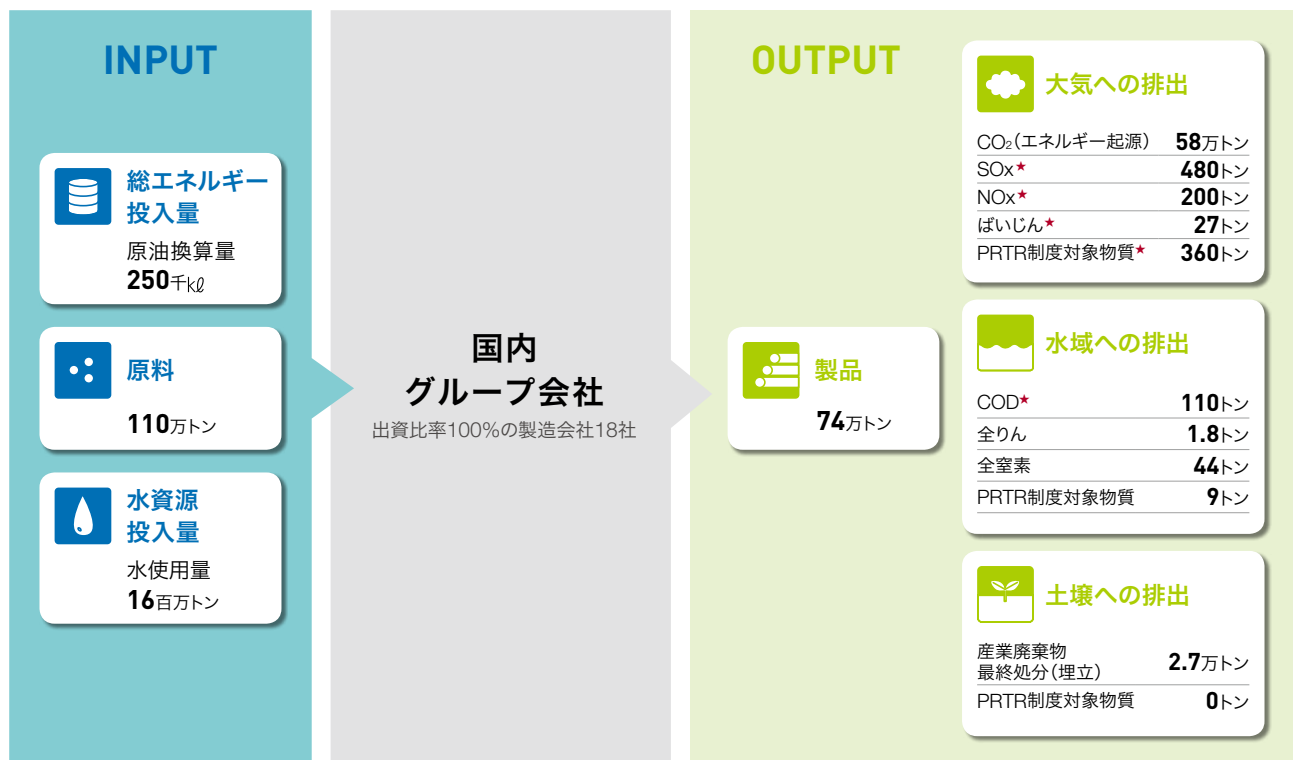 INPUT
総エネルギー
投入量
原油換算量
250千kℓ
原料
110万トン
水資源
投入量
水使用量
16百万トン
国内
グループ会社
出資比率100%の製造会社18社
OUTPUT
製品
74万トン
大気への排出
CO₂(エネルギー起源) 58万トン
SOx★ 480トン
NOx★ 200トン
ばいじん★ 27トン
PRTR制度対象物質★ 360トン
水域への排出
COD★ 110トン
全りん 1.8トン
全窒素 44トン
PRTR制度対象物質 9トン
土壌への排出
産業廃棄物
最終処分(埋立) 2.7万トン
PRTR制度対象物質 0トン